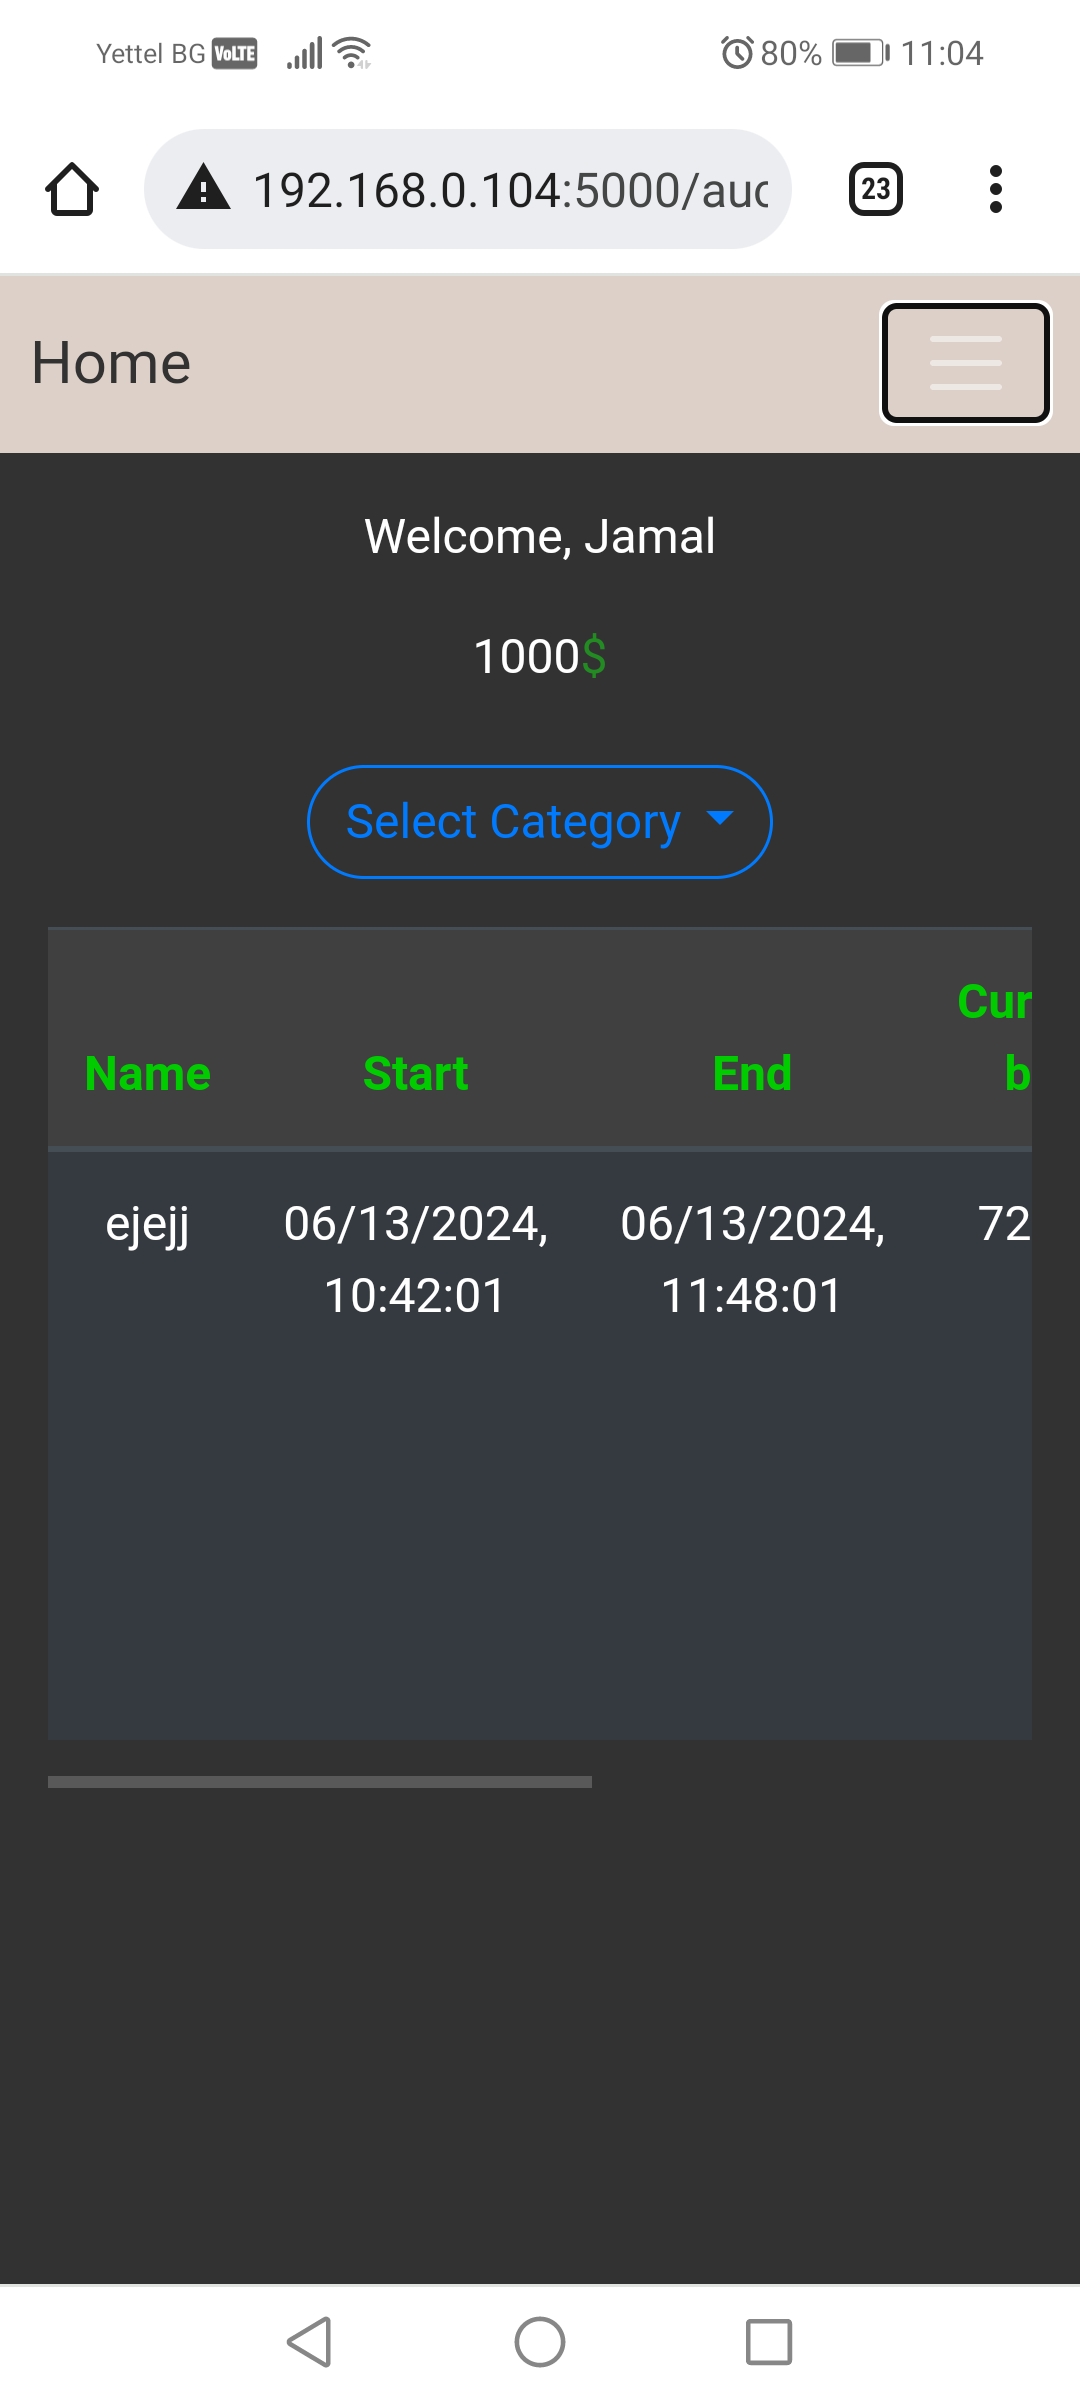 Yettel BG VoLTE 80% 11:04
192.168.0.104:5000/auc
23
Home
Welcome, Jamal
1000$
Select Category
Name Start End Cur
b
ejejj 06/13/2024, 06/13/2024, 72
10:42:01 11:48:01